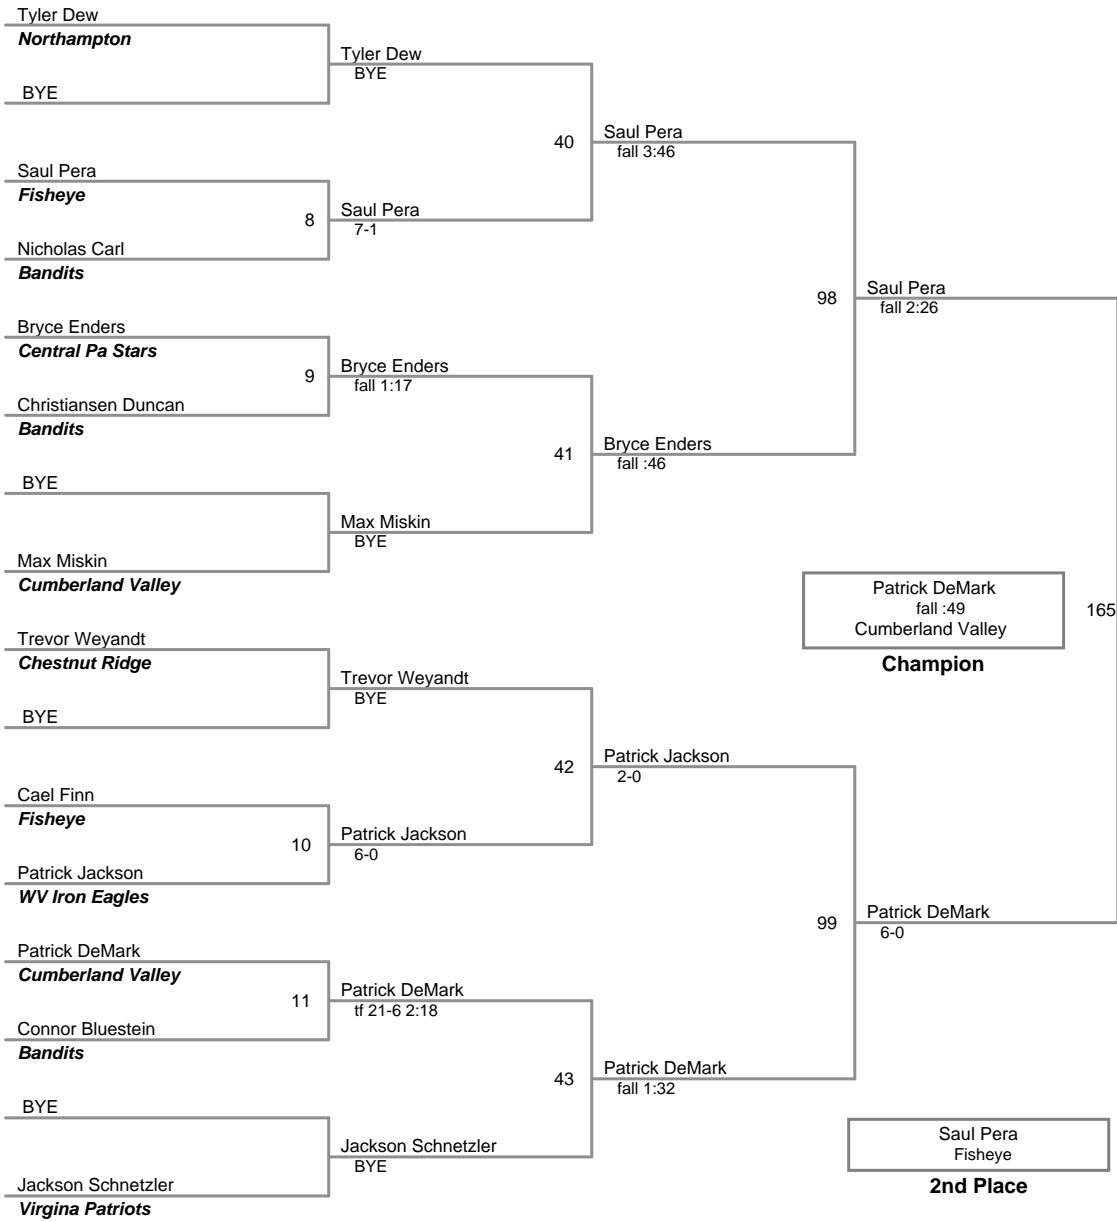 Tyler Dew
Northampton
Tyler Dew
BYE
BYE
40
Saul Pera
fall 3:46
Saul Pera
Fisheye
8
Saul Pera
7-1
Nicholas Carl
Bandits
98
Saul Pera
fall 2:26
Bryce Enders
Central Pa Stars
9
Bryce Enders
fall 1:17
Christiansen Duncan
Bandits
41
Bryce Enders
fall :46
BYE
Max Miskin
BYE
Max Miskin
Cumberland Valley
Patrick DeMark
fall :49
Cumberland Valley
Champion
165
Trevor Weyandt
Chestnut Ridge
Trevor Weyandt
BYE
BYE
42
Patrick Jackson
2-0
Cael Finn
Fisheye
10
Patrick Jackson
6-0
Patrick Jackson
WV Iron Eagles
99
Patrick DeMark
6-0
Patrick DeMark
Cumberland Valley
11
Patrick DeMark
tf 21-6 2:18
Connor Bluestein
Bandits
43
Patrick DeMark
fall 1:32
BYE
Jackson Schnetzler
BYE
Jackson Schnetzler
Virgina Patriots
Saul Pera
Fisheye
2nd Place